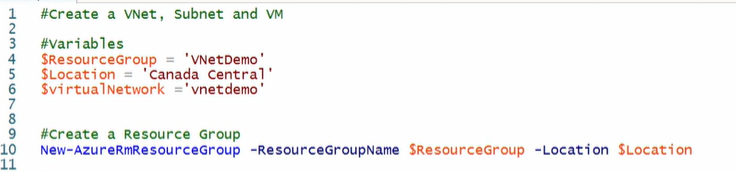 1 #Create a VNet, Subnet and VM
2
3 #Variables
4 $ResourceGroup = 'VNetDemo'
5 $Location = 'Canada Central'
6 $virtualNetwork ='vnetdemo'
7
8
9 #Create a Resource Group
10 New-AzureRmResourceGroup -ResourceGroupName $ResourceGroup -Location $Location
11